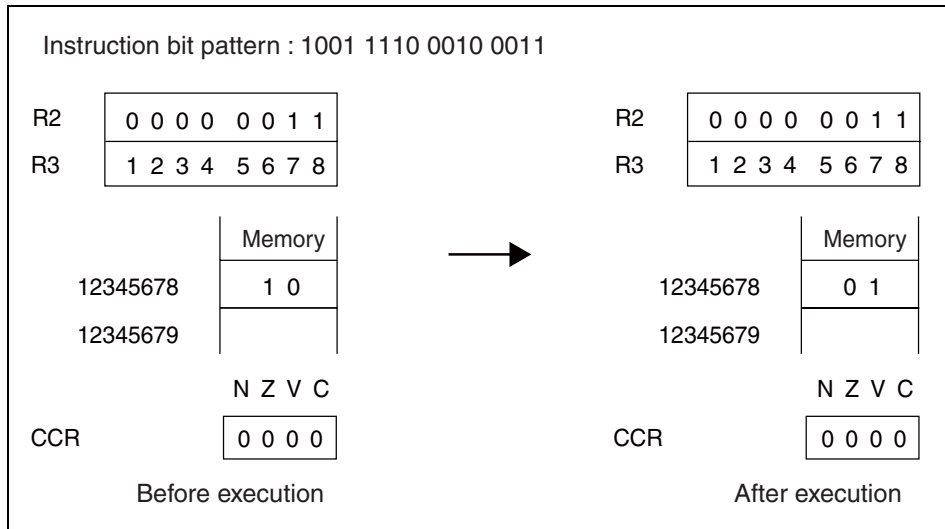 Instruction bit pattern : 1001 1110 0010 0011
R2 0 0 0 0 0 0 1 1
R3 1 2 3 4 5 6 7 8
Memory
12345678 1 0
12345679
N Z V C
CCR 0 0 0 0
Before execution
R2 0 0 0 0 0 0 1 1
R3 1 2 3 4 5 6 7 8
Memory
12345678 0 1
12345679
N Z V C
CCR 0 0 0 0
After execution